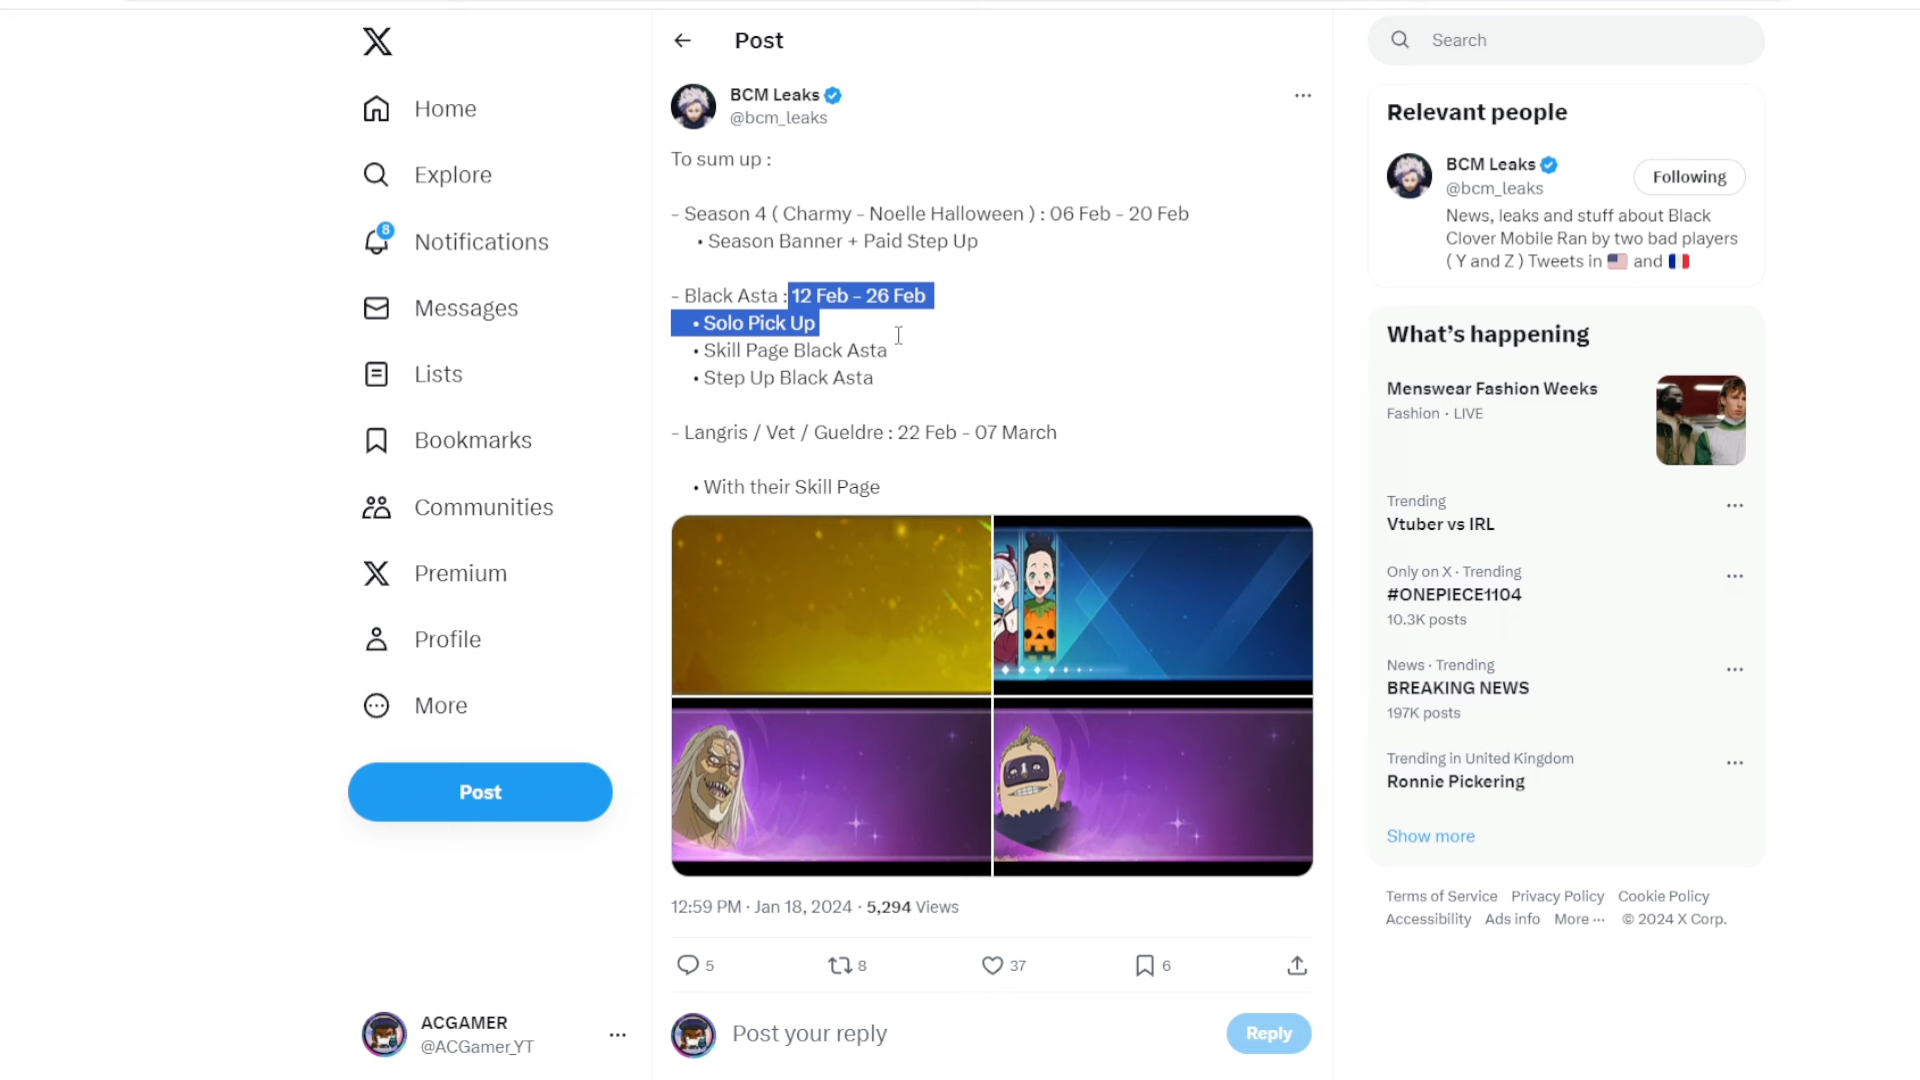 Home
Explore
8
Notifications
Messages
Lists
Bookmarks
Communities
Premium
Profile
More
Post
ACGAMER
@ACGamer_YT
Post
BCM Leaks
@bcm_leaks
To sum up :
- Season 4 ( Charmy - Noelle Halloween ) : 06 Feb - 20 Feb
• Season Banner + Paid Step Up
- Black Asta : 12 Feb - 26 Feb
• Solo Pick Up
• Skill Page Black Asta
• Step Up Black Asta
- Langris / Vet / Gueldre : 22 Feb - 07 March
• With their Skill Page
12:59 PM · Jan 18, 2024 · 5,294 Views
5 8 37 6
Post your reply
Reply
Search
Relevant people
BCM Leaks
@bcm_leaks
Following
News, leaks and stuff about Black
Clover Mobile Ran by two bad players
( Y and Z ) Tweets in 🇺🇸 and 🇫🇷
What's happening
Menswear Fashion Weeks
Fashion · LIVE
Trending
Vtuber vs IRL
Only on X · Trending
#ONEPIECE1104
10.3K posts
News · Trending
BREAKING NEWS
197K posts
Trending in United Kingdom
Ronnie Pickering
Show more
Terms of Service Privacy Policy Cookie Policy
Accessibility Ads info More ··· © 2024 X Corp.